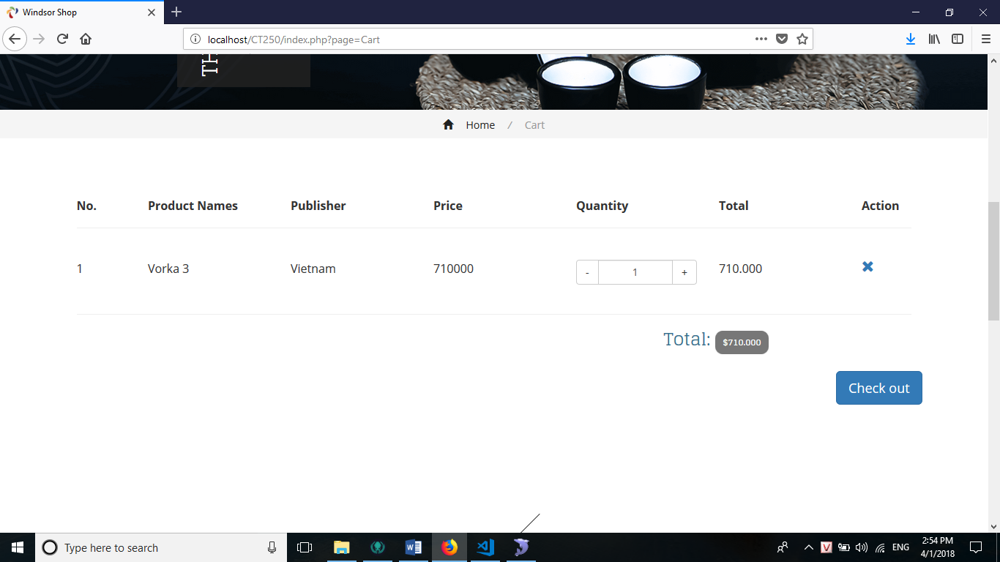 Windsor Shop
localhost/CT250/index.php?page=Cart
TH
Home / Cart
No. Product Names Publisher Price Quantity Total Action
1 Vorka 3 Vietnam 710000 - 1 + 710.000
Total: $710.000
Check out
Type here to search
ENG
2:54 PM
4/1/2018